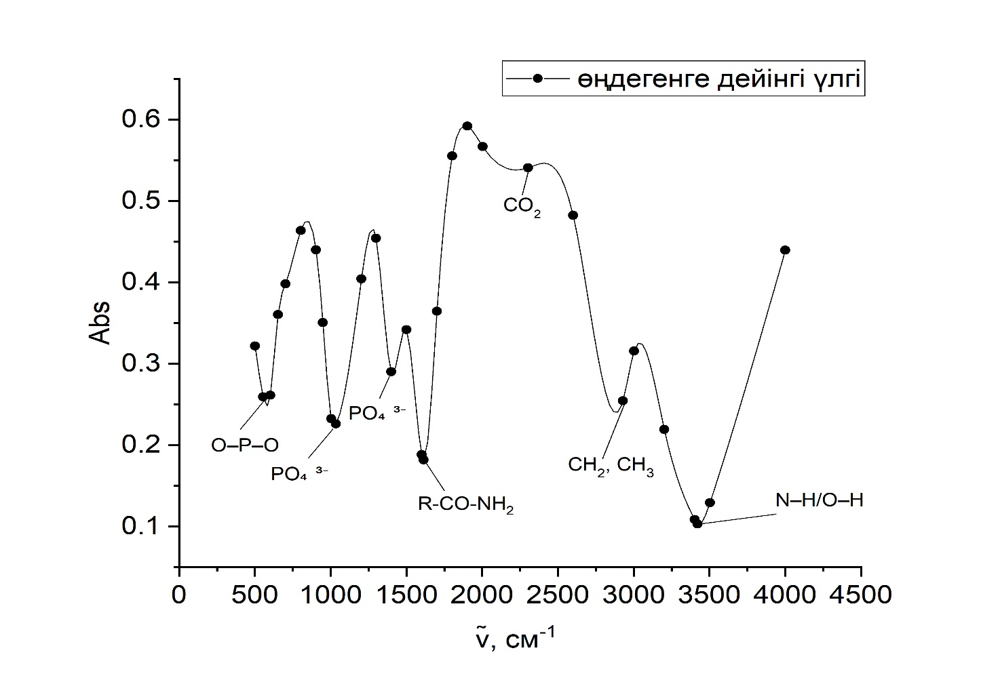 өңдегенге дейінгі үлгі
0.6
0.5
0.4
0.3
0.2
0.1
Abs
CO₂
PO₄ ³⁻
O–P–O
PO₄ ³⁻
CH₂, CH₃
R-CO-NH₂
N–H/O–H
0 500 1000 1500 2000 2500 3000 3500 4000 4500
ṽ, см⁻¹